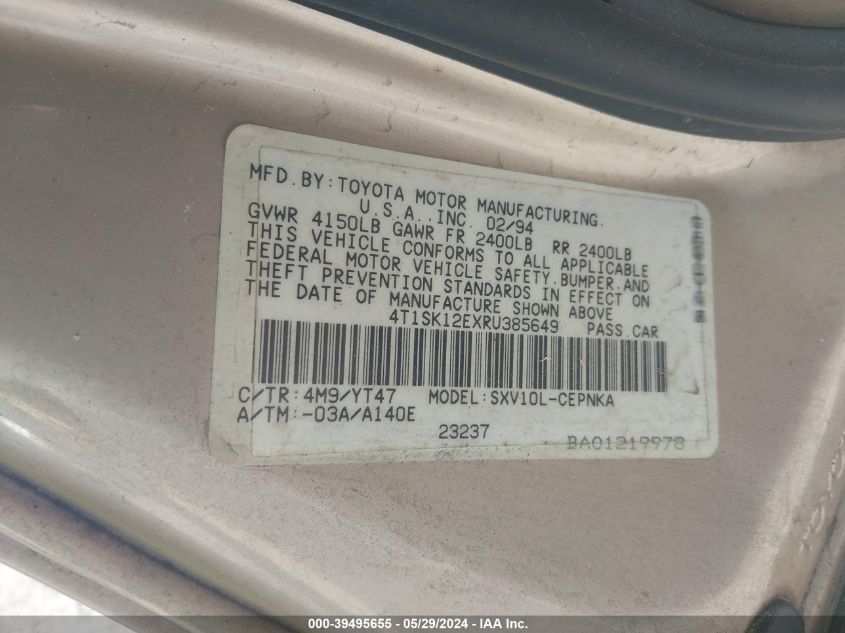 MFD.BY:TOYOTA MOTOR MANUFACTURING.
U.S.A.,INC. 02/94
GVWR 4150LB GAWR FR 2400LB RR 2400LB
THIS VEHICLE CONFORMS TO ALL APPLICABLE
FEDERAL MOTOR VEHICLE SAFETY,BUMPER,AND
THEFT PREVENTION STANDARDS IN EFFECT ON
THE DATE OF MANUFACTURE SHOWN ABOVE
4T1SK12EXRU385649 PASS.CAR
C/TR:4M9/YT47 MODEL:SXV10L-CEPNKA
A/TM:-03A/A140E
23237 BA01219978
000-39495655 - 05/29/2024 - IAA Inc.